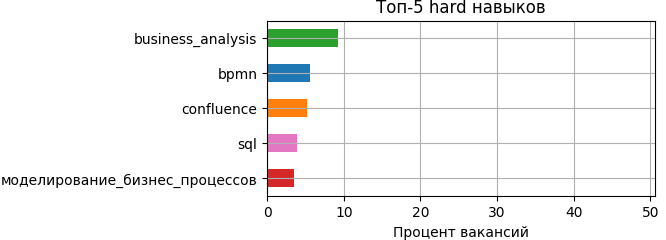 Топ-5 hard навыков
business_analysis
bpmn
confluence
sql
моделирование_бизнес_процессов
0 10 20 30 40 50
Процент вакансий